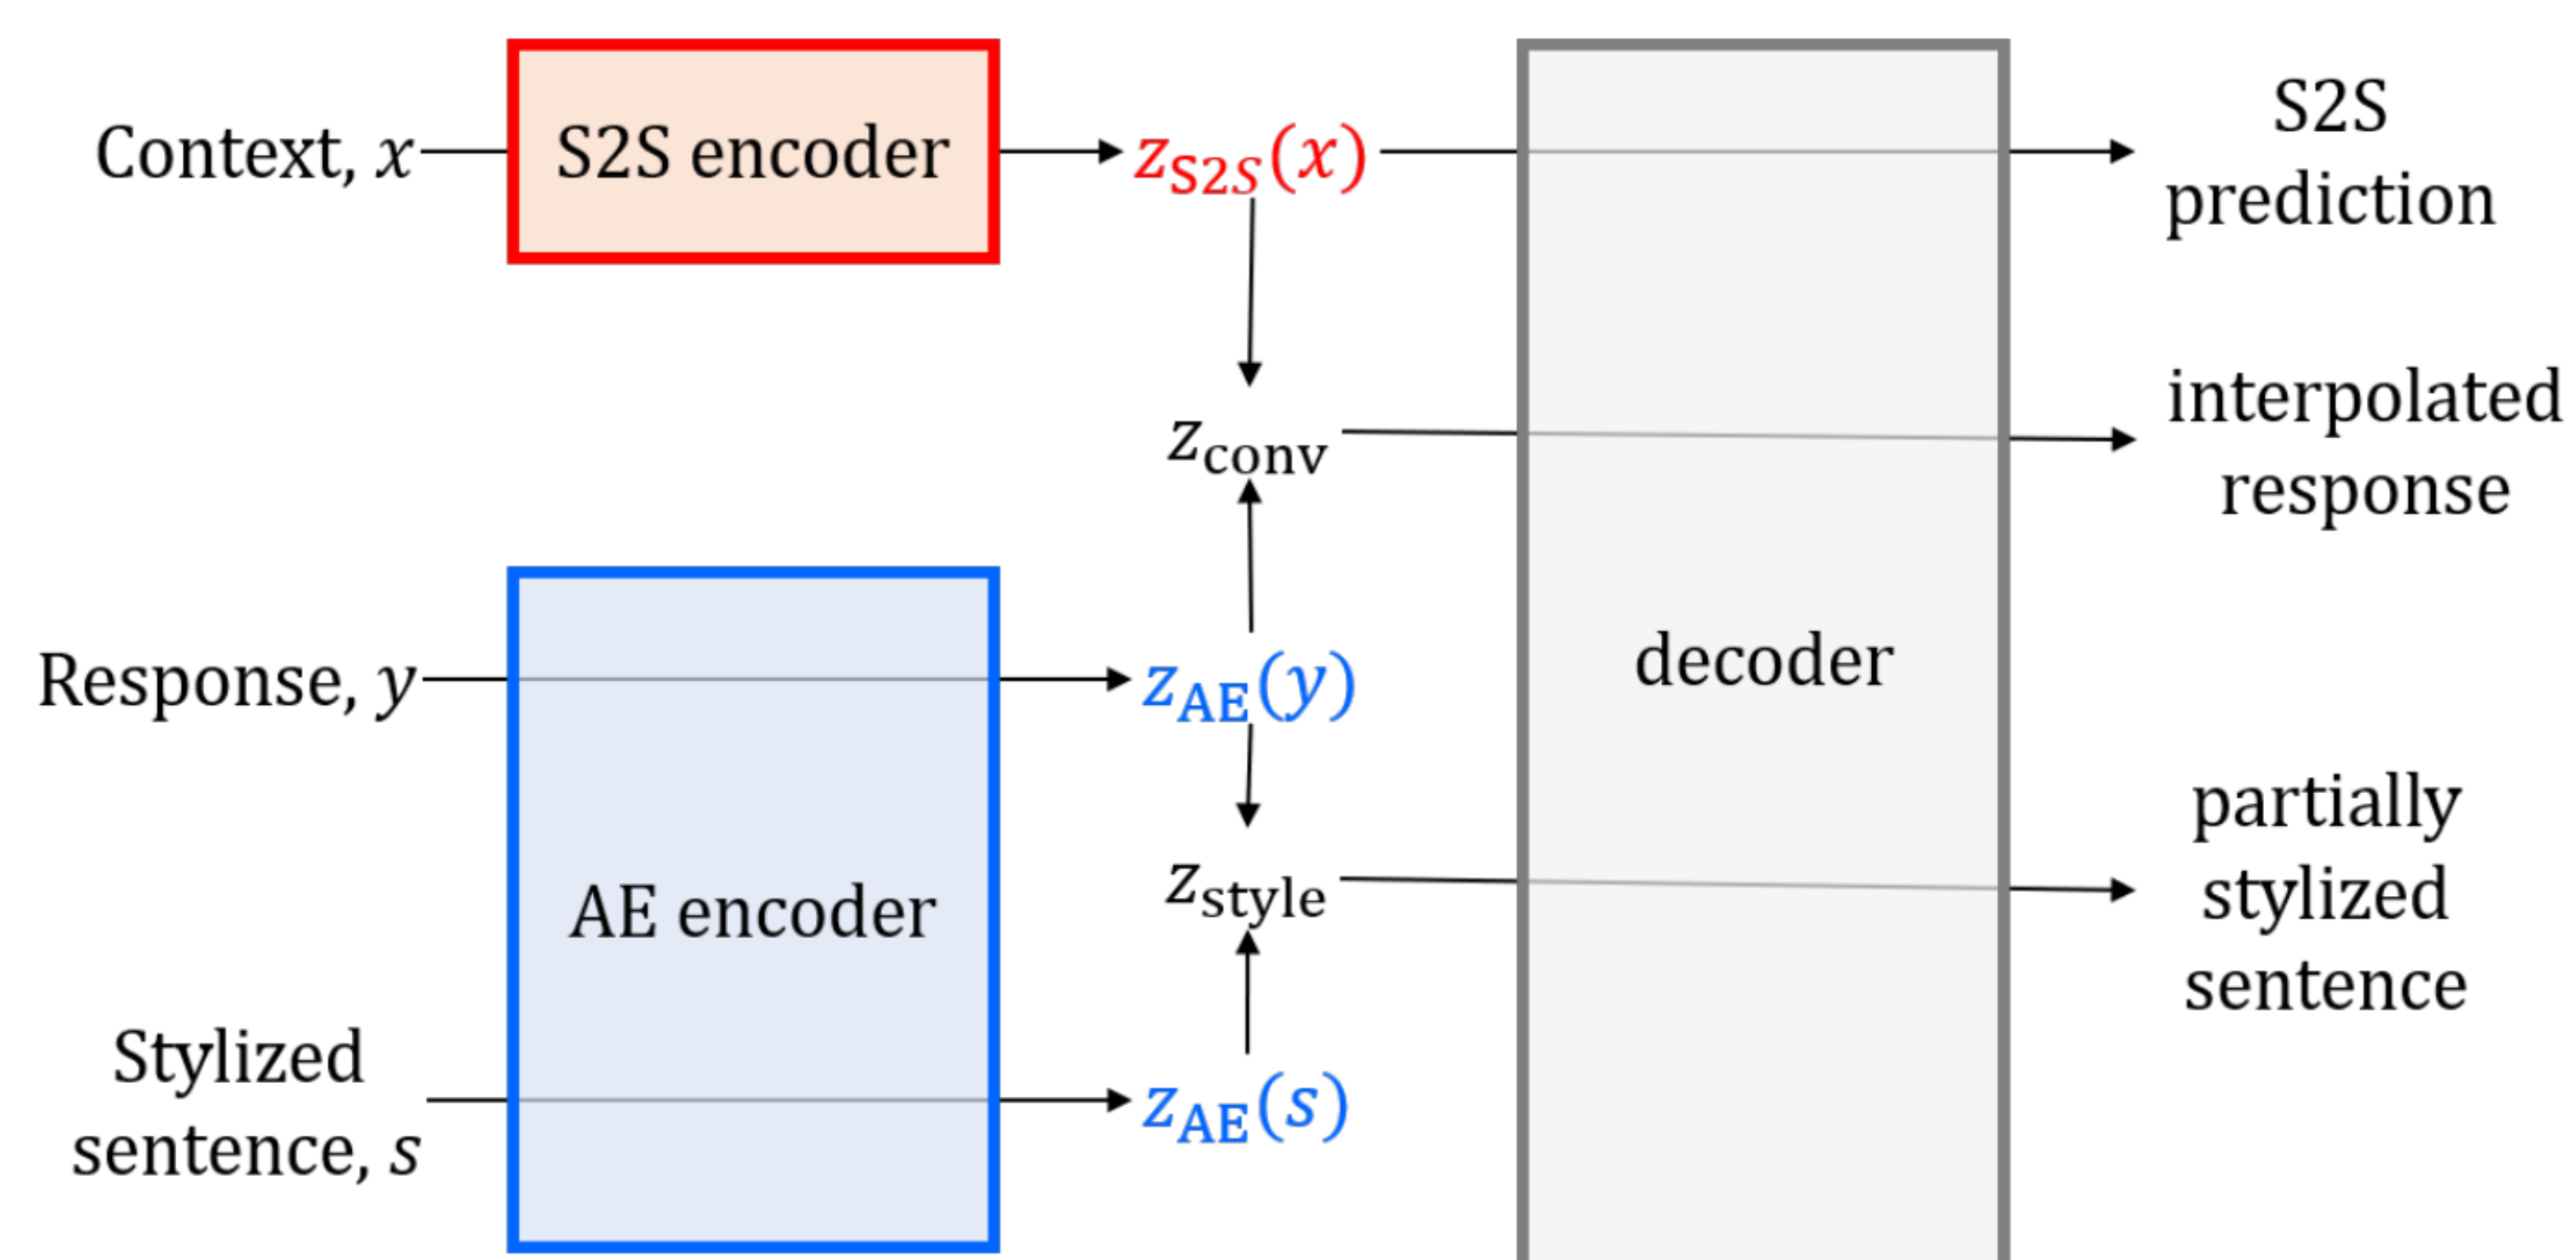 Context, x
S2S encoder
z_S2S(x)
S2S
prediction
z_conv
interpolated
response
Response, y
z_AE(y)
decoder
AE encoder
z_style
partially
stylized
sentence
Stylized
sentence, s
z_AE(s)